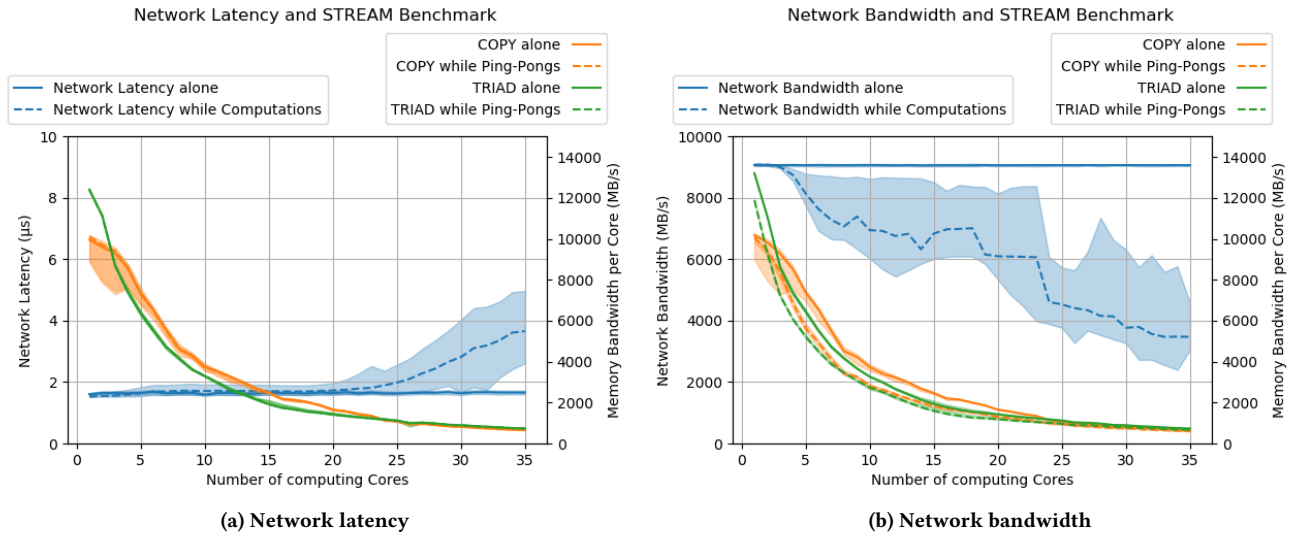 Network Latency and STREAM Benchmark
COPY alone
COPY while Ping-Pongs
TRIAD alone
TRIAD while Ping-Pongs
Network Latency alone
Network Latency while Computations
10
8
6
4
2
0
Network Latency (µs)
14000
12000
10000
8000
6000
4000
2000
0
Memory Bandwidth per Core (MB/s)
0 5 10 15 20 25 30 35
Number of computing Cores
(a) Network latency
Network Bandwidth and STREAM Benchmark
COPY alone
COPY while Ping-Pongs
TRIAD alone
TRIAD while Ping-Pongs
Network Bandwidth alone
Network Bandwidth while Computations
10000
8000
6000
4000
2000
0
Network Bandwidth (MB/s)
14000
12000
10000
8000
6000
4000
2000
0
Memory Bandwidth per Core (MB/s)
0 5 10 15 20 25 30 35
Number of computing Cores
(b) Network bandwidth